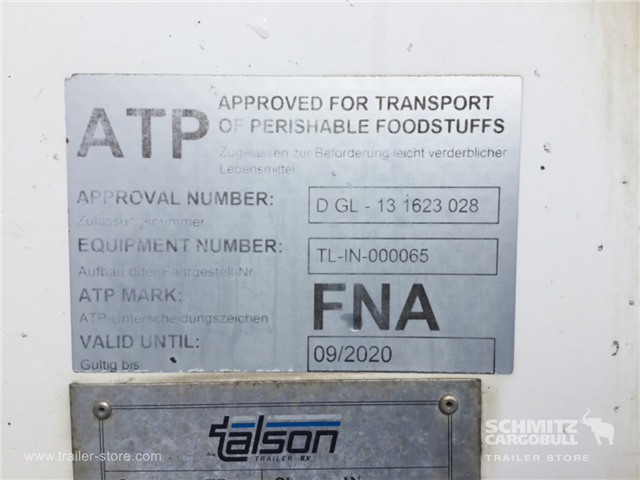 ATP
APPROVED FOR TRANSPORT
OF PERISHABLE FOODSTUFFS
Zugelassen zur Beförderung leicht verderblicher
Lebensmittel
APPROVAL NUMBER: D GL - 13 1623 028
Zulassungsnummer
EQUIPMENT NUMBER: TL-IN-000065
Aufbau oder Fahrgestell-Nr
ATP MARK: FNA
ATP-Unterscheidungszeichen
VALID UNTIL: 09/2020
Gültig bis
talson
TRAILER B.V.
SCHMITZ
CARGOBULL
TRAILER STORE
www.trailer-store.com